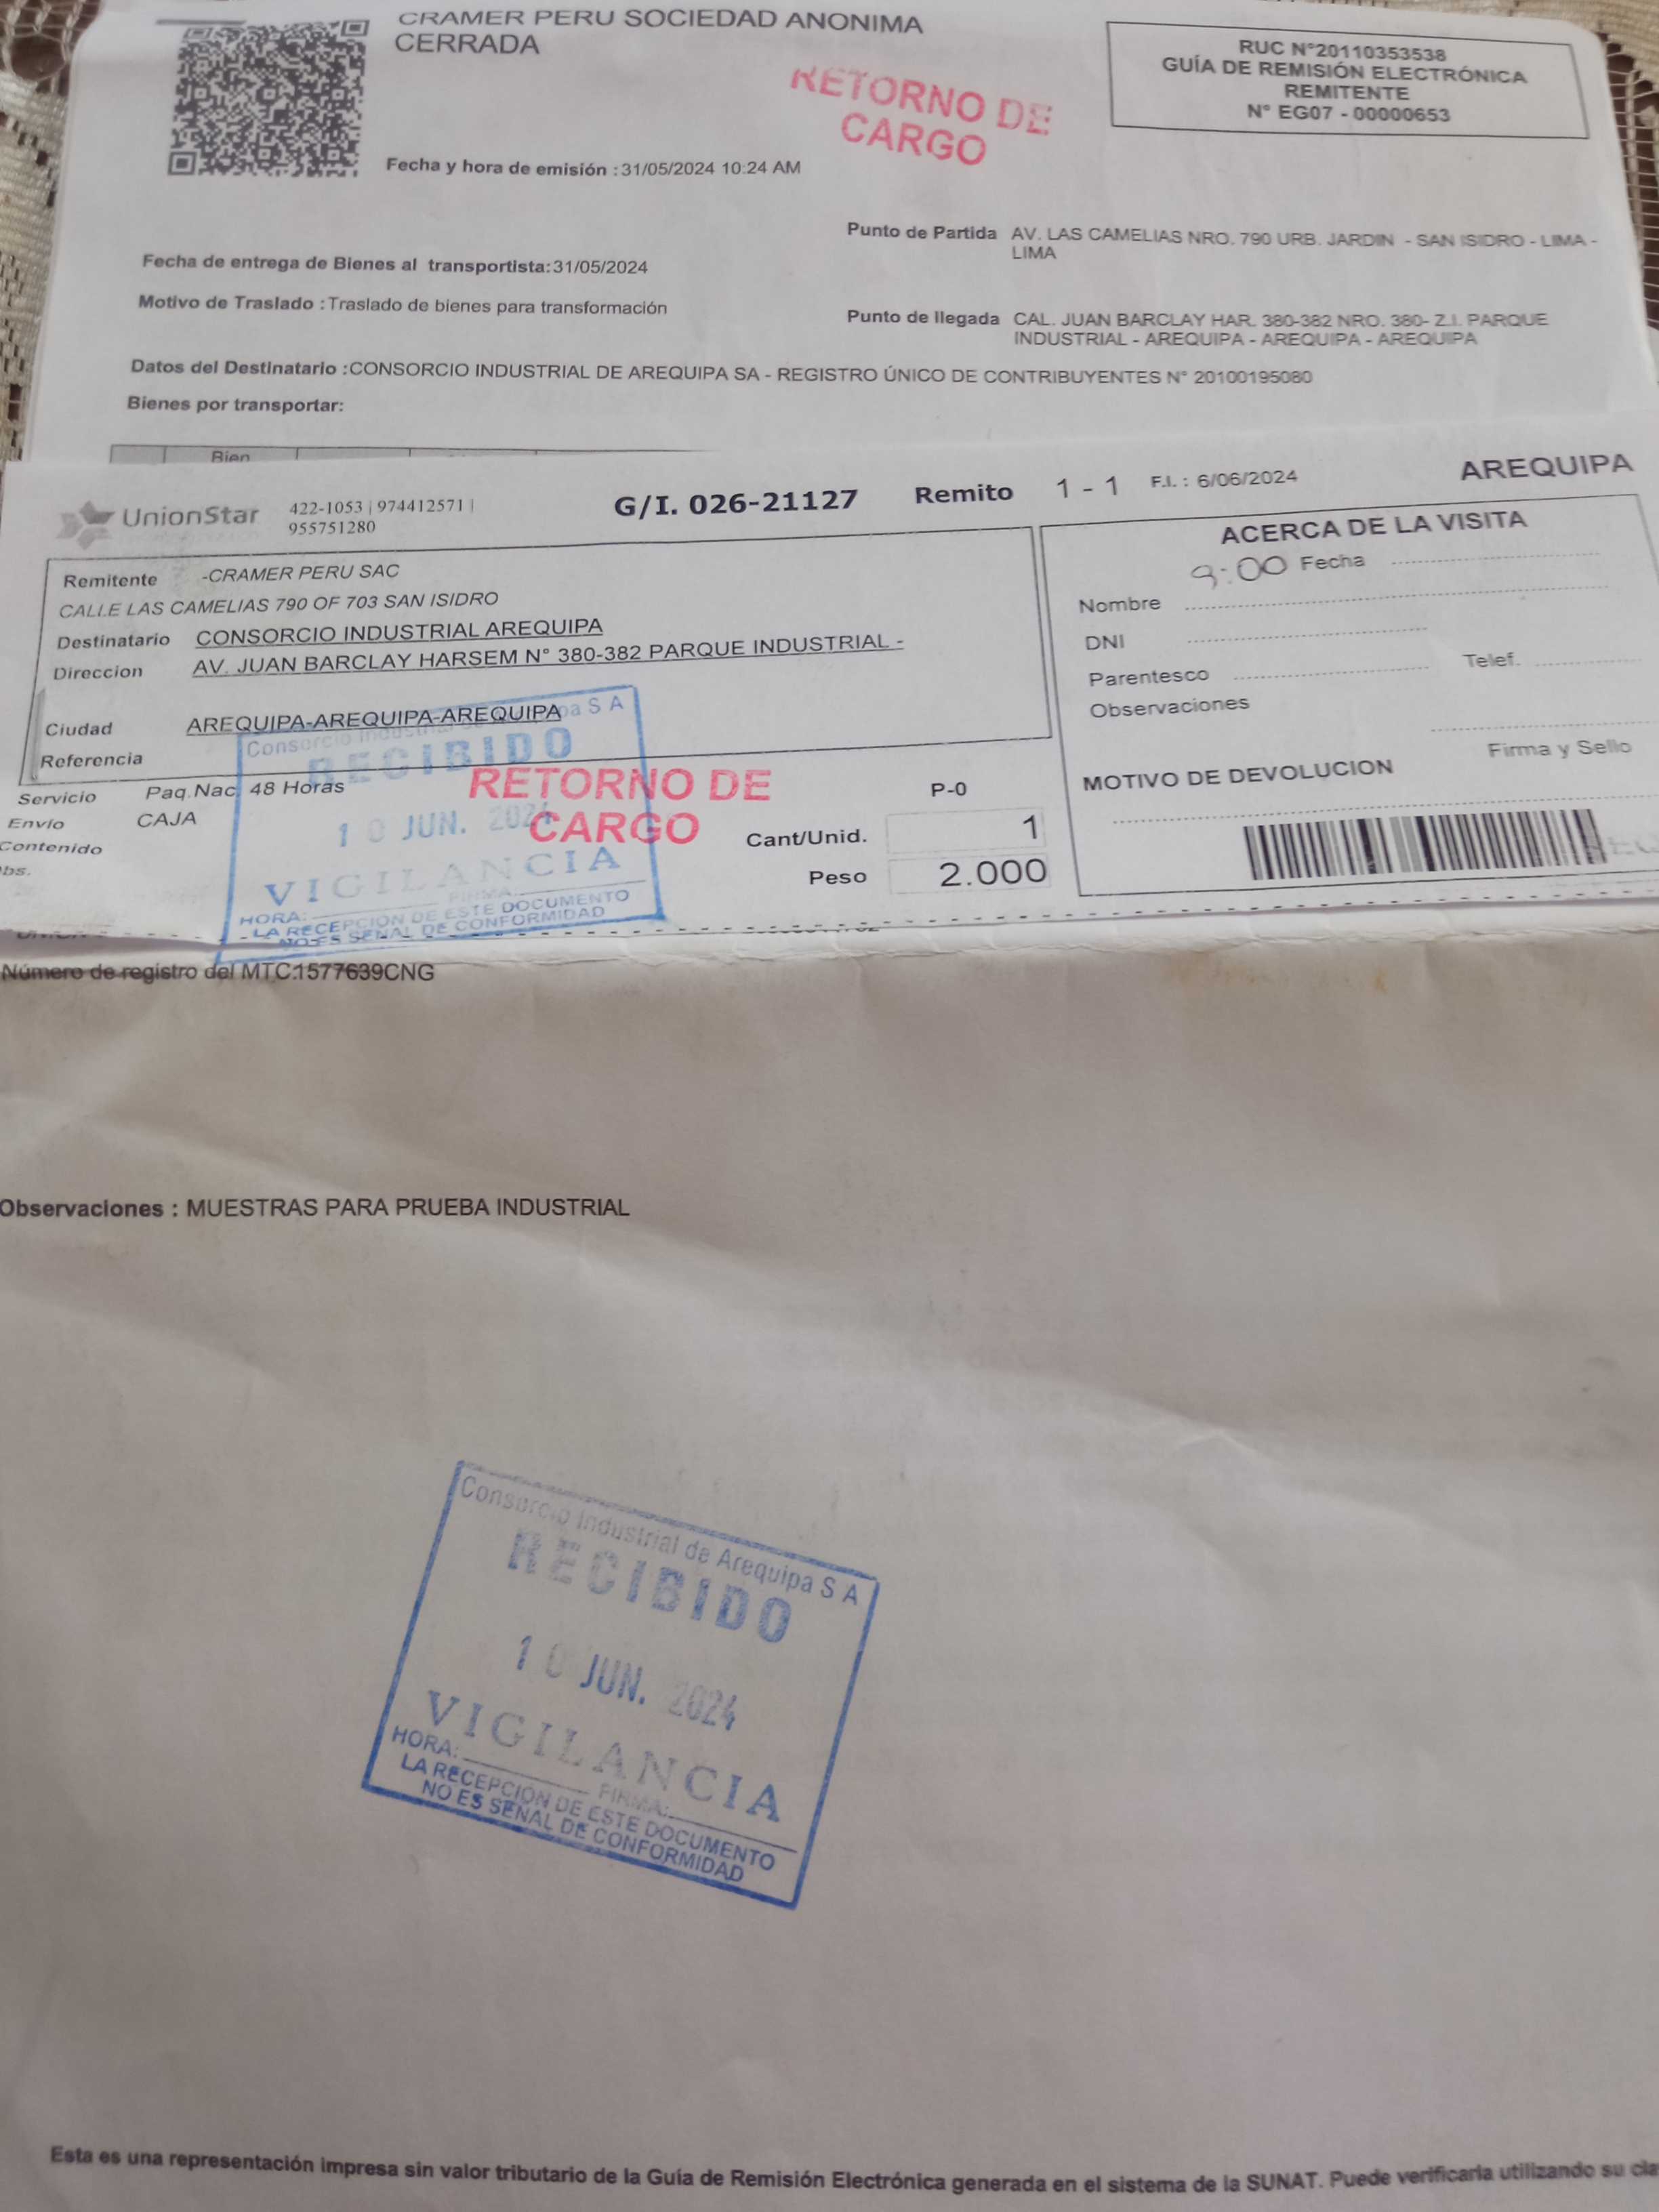 CRAMER PERU SOCIEDAD ANONIMA
CERRADA
RETORNO DE
CARGO
RUC N°20110353538
GUÍA DE REMISIÓN ELECTRÓNICA
REMITENTE
N° EG07 - 00000653
Fecha y hora de emisión : 31/05/2024 10:24 AM
Punto de Partida AV. LAS CAMELIAS NRO. 790 URB. JARDIN - SAN ISIDRO - LIMA -
LIMA
Fecha de entrega de Bienes al transportista:31/05/2024
Motivo de Traslado : Traslado de bienes para transformación
Punto de llegada CAL. JUAN BARCLAY HAR. 380-382 NRO. 380- Z.I. PARQUE
INDUSTRIAL - AREQUIPA - AREQUIPA - AREQUIPA
Datos del Destinatario :CONSORCIO INDUSTRIAL DE AREQUIPA SA - REGISTRO ÚNICO DE CONTRIBUYENTES N° 20100195080
Bienes por transportar:
Bien
UnionStar
422-1053 | 974412571 |
955751280
G/I. 026-21127 Remito 1 - 1 F.I. : 6/06/2024 AREQUIPA
Remitente -CRAMER PERU SAC
CALLE LAS CAMELIAS 790 OF 703 SAN ISIDRO
Destinatario CONSORCIO INDUSTRIAL AREQUIPA
Direccion AV. JUAN BARCLAY HARSEM N° 380-382 PARQUE INDUSTRIAL -
Ciudad AREQUIPA-AREQUIPA-AREQUIPA
Referencia
Servicio Paq.Nac. 48 Horas
Envio CAJA
Contenido
bs.
RETORNO DE
CARGO
P-0
Cant/Unid. 1
Peso 2.000
ACERCA DE LA VISITA
9:00 Fecha
Nombre
DNI
Parentesco Telef.
Observaciones
Firma y Sello
MOTIVO DE DEVOLUCION
Consorcio Industrial de Arequipa S A
RECIBIDO
10 JUN. 2024
VIGILANCIA
HORA: FIRMA:
LA RECEPCION DE ESTE DOCUMENTO
NO ES SEÑAL DE CONFORMIDAD
Número de registro del MTC:1577639CNG
Observaciones : MUESTRAS PARA PRUEBA INDUSTRIAL
Consorcio Industrial de Arequipa S A
RECIBIDO
10 JUN. 2024
VIGILANCIA
HORA: FIRMA:
LA RECEPCION DE ESTE DOCUMENTO
NO ES SEÑAL DE CONFORMIDAD
Esta es una representación impresa sin valor tributario de la Guía de Remisión Electrónica generada en el sistema de la SUNAT. Puede verificarla utilizando su cla